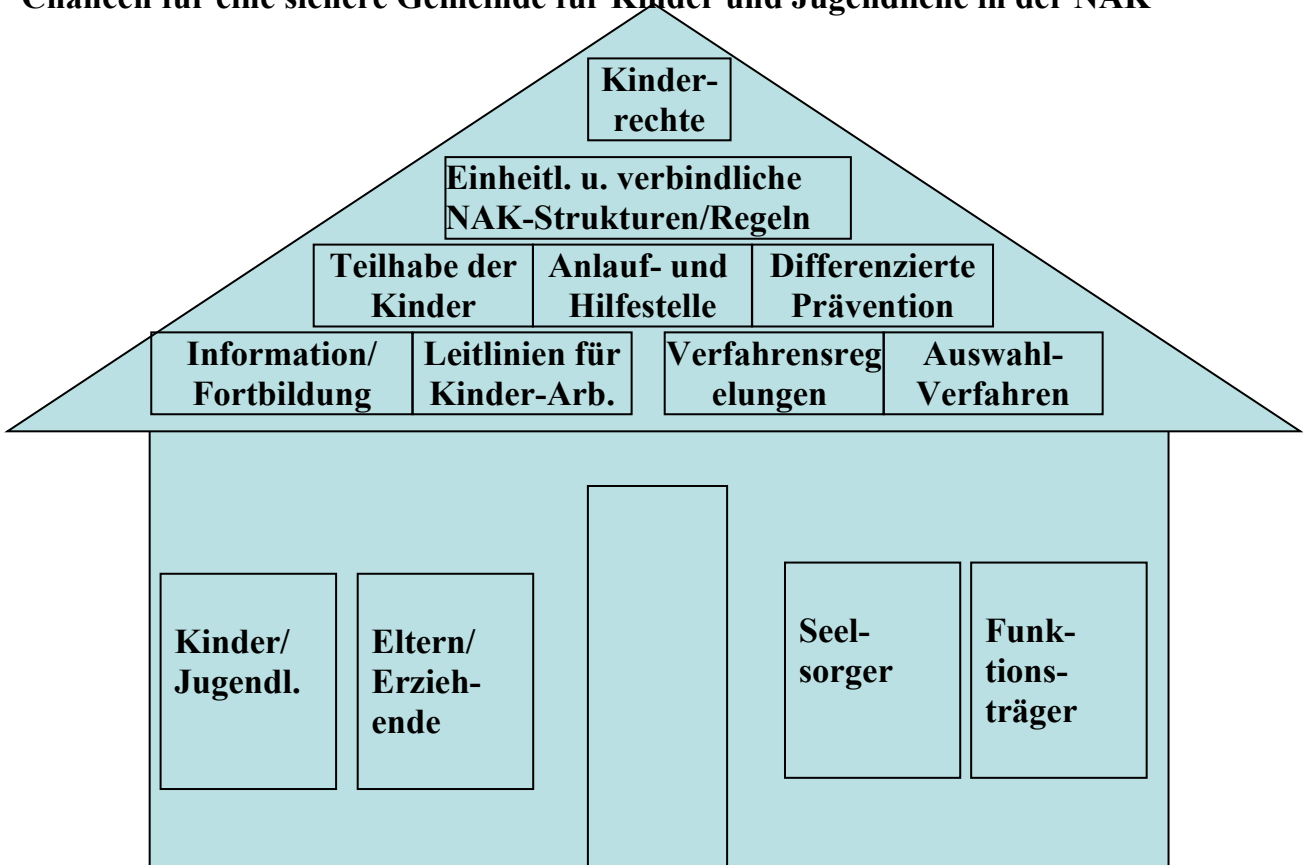 Chancen für eine sichere Gemeinde für Kinder und Jugendliche in der NAK
Kinder-
rechte
Einheitl. u. verbindliche
NAK-Strukturen/Regeln
Teilhabe der
Kinder
Anlauf- und
Hilfestelle
Differenzierte
Prävention
Information/
Fortbildung
Leitlinien für
Kinder-Arb.
Verfahrensreg
elungen
Auswahl-
Verfahren
Kinder/
Jugendl.
Eltern/
Erzieh-
ende
Seel-
sorger
Funk-
tions-
träger